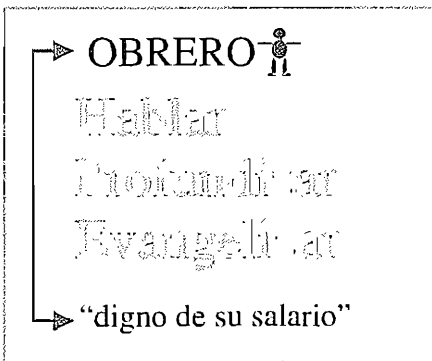 OBRERO
Hablar
Profundizar
Evangelizar
“digno de su salario”